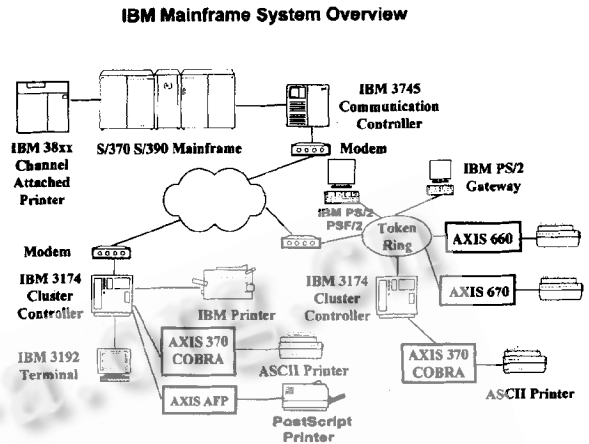 IBM Mainframe System Overview
IBM 38xx
Channel
Attached
Printer
S/370 S/390 Mainframe
IBM 3745
Communication
Controller
Modem
IBM PS/2
PSF/2
IBM PS/2
Gateway
Token
Ring
AXIS 660
AXIS 670
Modem
IBM 3174
Cluster
Controller
IBM Printer
IBM 3192
Terminal
AXIS 370
COBRA
ASCII Printer
AXIS AFP
PostScript
Printer
IBM 3174
Cluster
Controller
AXIS 370
COBRA
ASCII Printer